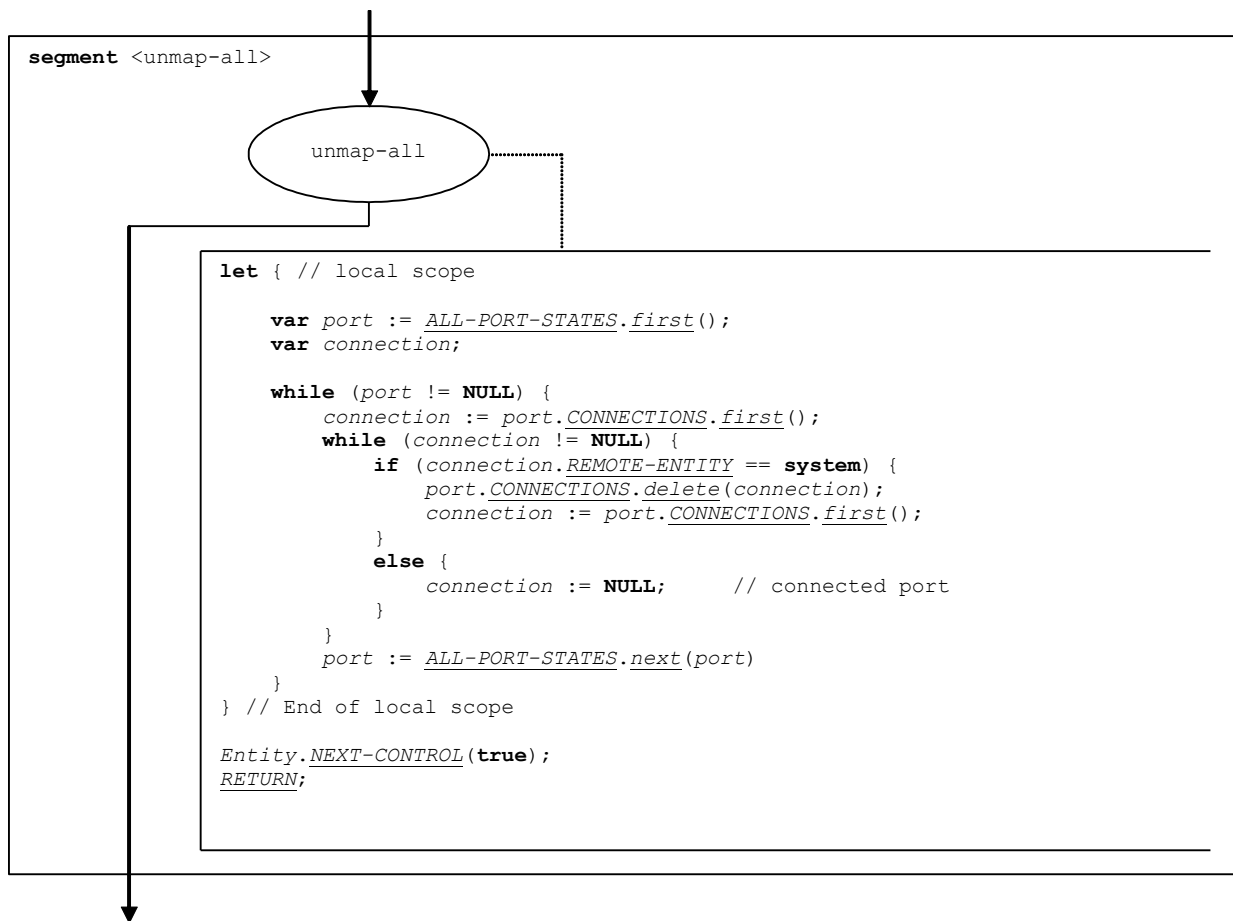 segment <unmap-all>
unmap-all
let { // local scope
var port := ALL-PORT-STATES.first();
var connection;
while (port != NULL) {
connection := port.CONNECTIONS.first();
while (connection != NULL) {
if (connection.REMOTE-ENTITY == system) {
port.CONNECTIONS.delete(connection);
connection := port.CONNECTIONS.first();
}
else {
connection := NULL; // connected port
}
}
port := ALL-PORT-STATES.next(port)
}
} // End of local scope
Entity.NEXT-CONTROL(true);
RETURN;